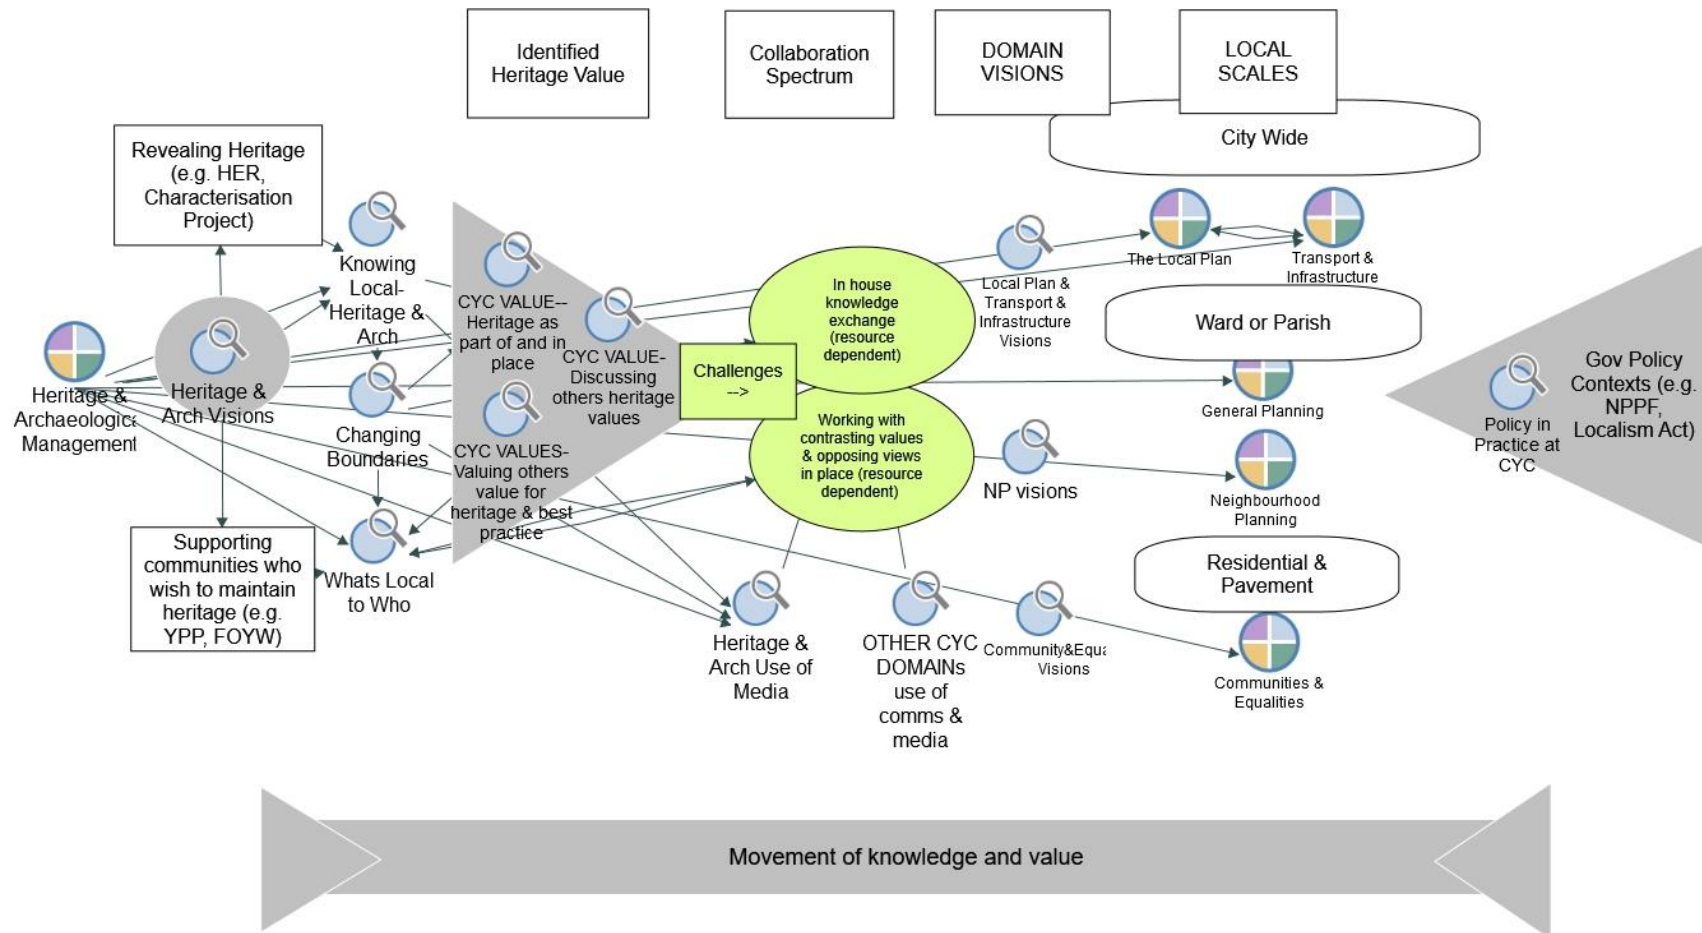 Identified
Heritage Value
Collaboration
Spectrum
DOMAIN
VISIONS
LOCAL
SCALES
City Wide
Revealing Heritage
(e.g. HER,
Characterisation
Project)
Knowing
Local-
Heritage &
Arch
CYC VALUE--
Heritage as
part of and in
place
CYC VALUE-
Discussing
others heritage
values
In house
knowledge
exchange
(resource
dependent)
Local Plan &
Transport &
Infrastructure
Visions
The Local Plan
Transport &
Infrastructure
Ward or Parish
Heritage &
Archaeologica
Management
Heritage &
Arch Visions
Changing
Boundaries
Challenges
-->
General Planning
Policy in
Practice at
CYC
Gov Policy
Contexts (e.g.
NPPF,
Localism Act)
CYC VALUES-
Valuing others
value for
heritage & best
practice
Working with
contrasting values
& opposing views
in place (resource
dependent)
NP visions
Neighbourhood
Planning
Supporting
communities who
wish to maintain
heritage (e.g.
YPP, FOYW)
Whats Local
to Who
Residential &
Pavement
Heritage &
Arch Use of
Media
OTHER CYC
DOMAINs
use of
comms &
media
Community&Equa
Visions
Communities &
Equalities
Movement of knowledge and value